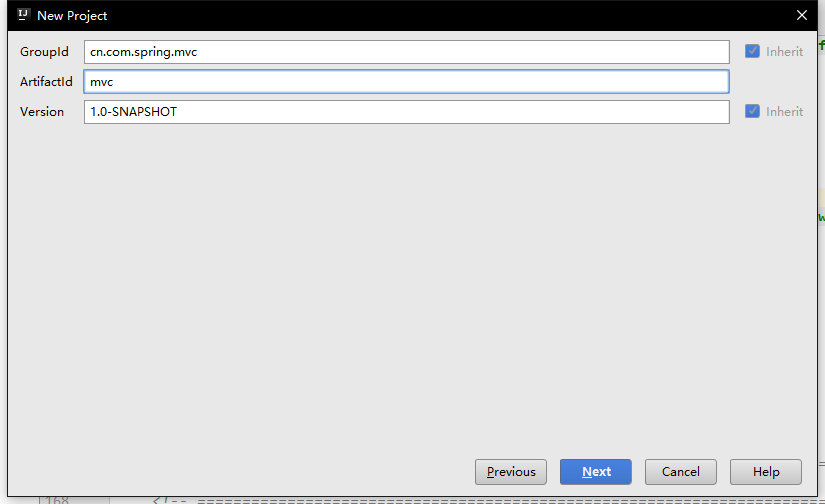 New Project
GroupId cn.com.spring.mvc Inherit
ArtifactId mvc
Version 1.0-SNAPSHOT Inherit
Previous Next Cancel Help
168 <!-- ====================================